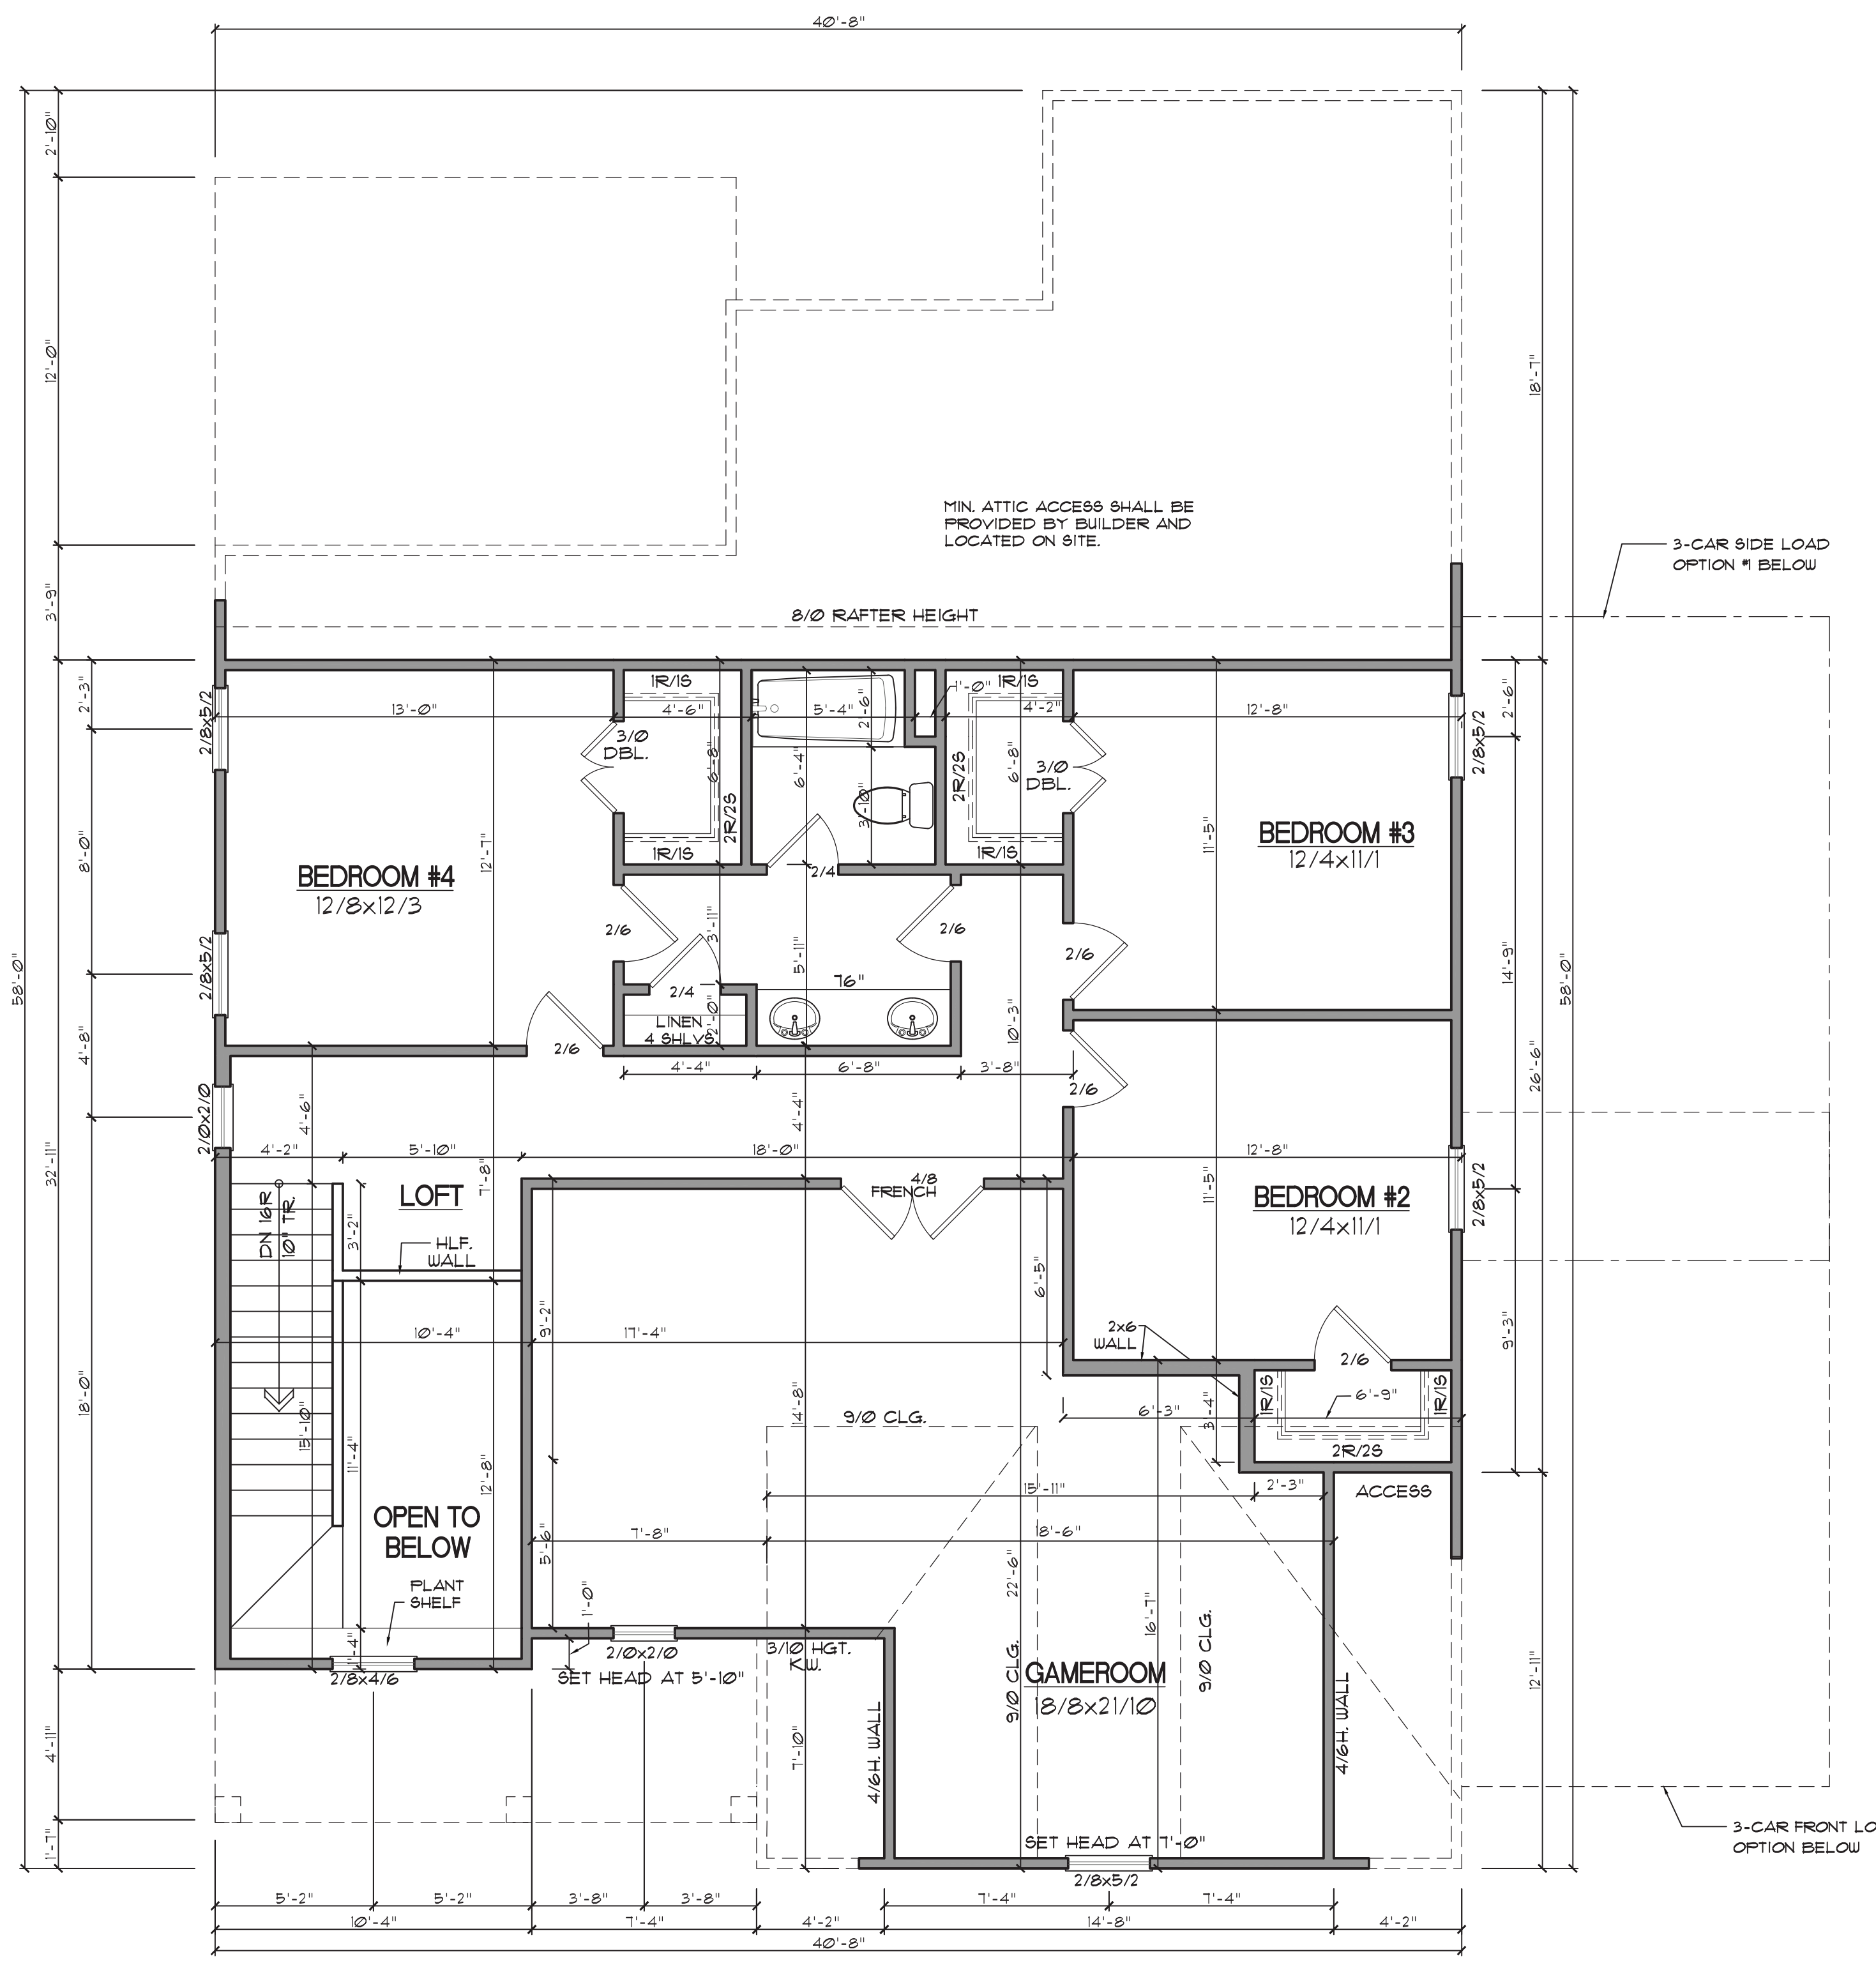 40'-8"
2'-10"
12'-0"
3'-9"
18'-7"
58'-0"
MIN. ATTIC ACCESS SHALL BE
PROVIDED BY BUILDER AND
LOCATED ON SITE.
3-CAR SIDE LOAD
OPTION #1 BELOW
8/0 RAFTER HEIGHT
2'-3"
8'-0"
4'-8"
18'-0"
32'-11"
4'-11"
1'-7"
2/8x5/2
2/8x5/2
2/0x2/0
13'-0"
4'-6"
5'-4"
1'-0"
4'-2"
12'-8"
1R/1S
3/0
DBL.
6'-8"
2R/2S
1R/1S
2'-6"
6'-4"
3'-10"
2/4
1R/1S
2R/2S
6'-8"
3/0
DBL.
1R/1S
BEDROOM #4
12/8x12/3
12'-7"
BEDROOM #3
12/4x11/1
11'-5"
2/8x5/2
2'-6"
14'-9"
26'-6"
58'-0"
9'-3"
12'-11"
2/6
3'-11"
5'-11"
2/6
2/6
76"
2/4
LINEN
4 SHLVS
2'-0"
2/6
10'-3"
4'-4"
6'-8"
3'-8"
2/6
4'-6"
4'-4"
4'-2"
5'-10"
18'-0"
12'-8"
7'-8"
LOFT
4/8
FRENCH
BEDROOM #2
12/4x11/1
11'-5"
2/8x5/2
DN 16R
10" TR.
3'-2"
HLF.
WALL
6'-5"
10'-4"
9'-2"
17'-4"
2x6
WALL
2/6
1R/1S
6'-9"
1R/1S
2R/2S
6'-3"
3'-4"
9/0 CLG.
14'-8"
15'-10"
11'-4"
12'-8"
15'-11"
2'-3"
ACCESS
OPEN TO
BELOW
7'-8"
18'-6"
5'-6"
PLANT
SHELF
1'-0"
1'-4"
2/8x4/6
2/0x2/0
SET HEAD AT 5'-10"
3/10 HGT.
K.W.
22'-6"
16'-7"
9/0 CLG.
9/0 CLG.
GAMEROOM
18/8x21/10
7'-10"
4/6H. WALL
4/6H. WALL
SET HEAD AT 7'-0"
2/8x5/2
3-CAR FRONT LO
OPTION BELOW
5'-2"
5'-2"
3'-8"
3'-8"
7'-4"
7'-4"
10'-4"
7'-4"
4'-2"
14'-8"
4'-2"
40'-8"